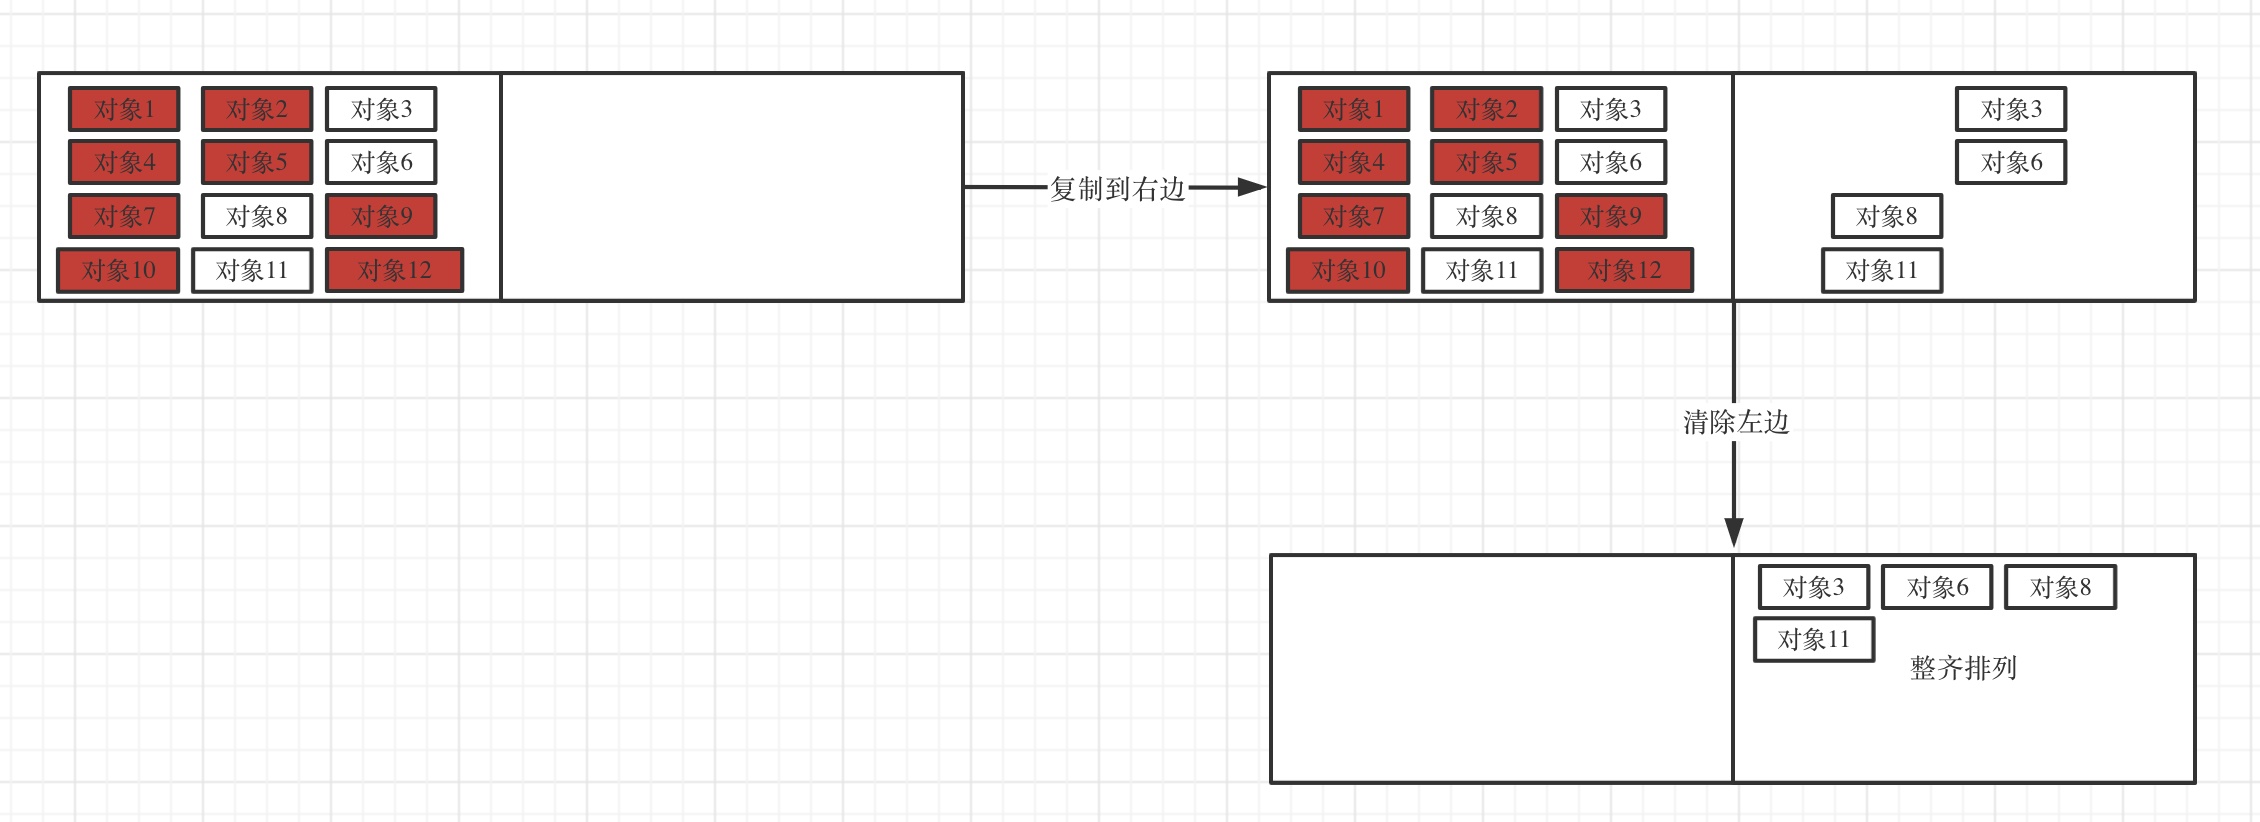 对象1 对象2 对象3
对象4 对象5 对象6
对象7 对象8 对象9
对象10 对象11 对象12
复制到右边
对象1 对象2 对象3
对象4 对象5 对象6
对象7 对象8 对象9
对象10 对象11 对象12
对象3
对象6
对象8
对象11
清除左边
对象3 对象6 对象8
对象11
整齐排列